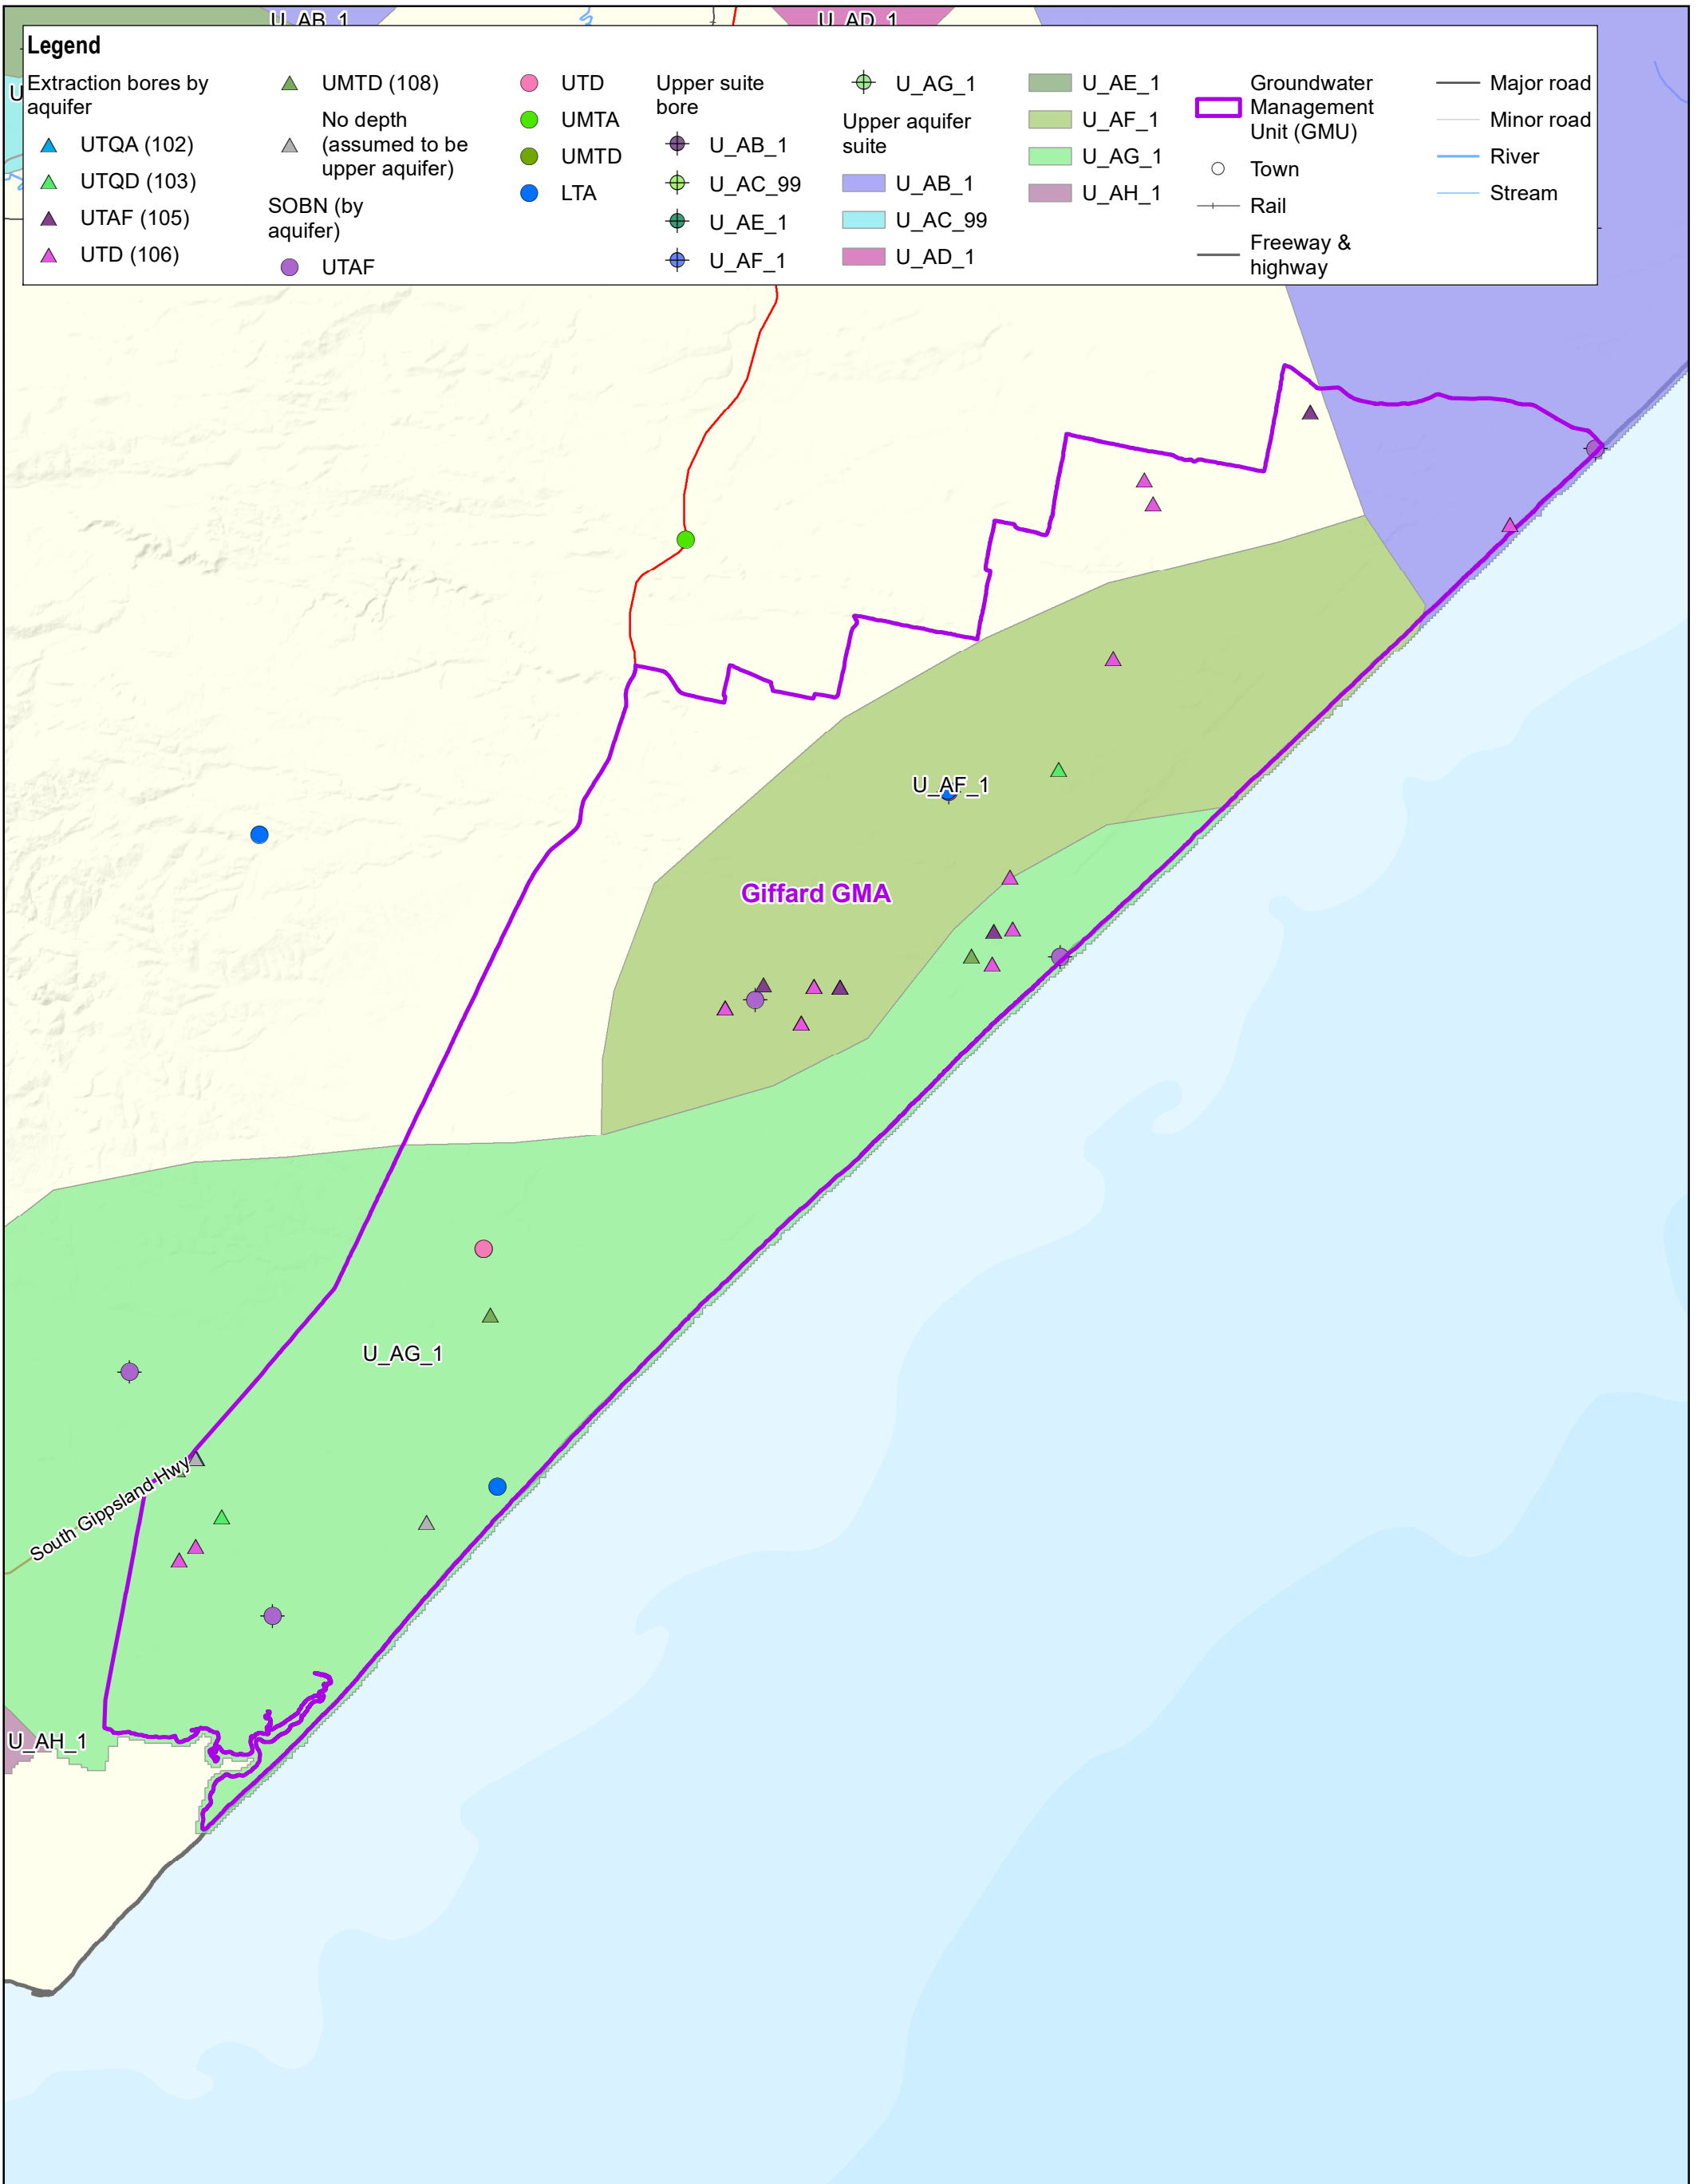 U_AB_1
U_AD_1
U
Legend
Extraction bores by
aquifer
UTQA (102)
UTQD (103)
UTAF (105)
UTD (106)
UMTD (108)
No depth
(assumed to be
upper aquifer)
SOBN (by
aquifer)
UTAF
UTD
UMTA
UMTD
LTA
Upper suite
bore
U_AB_1
U_AC_99
U_AE_1
U_AF_1
U_AG_1
Upper aquifer
suite
U_AB_1
U_AC_99
U_AD_1
U_AE_1
U_AF_1
U_AG_1
U_AH_1
Groundwater
Management
Unit (GMU)
Town
Rail
Freeway &
highway
Major road
Minor road
River
Stream
U_AF_1
Giffard GMA
U_AG_1
South Gippsland Hwy
U_AH_1